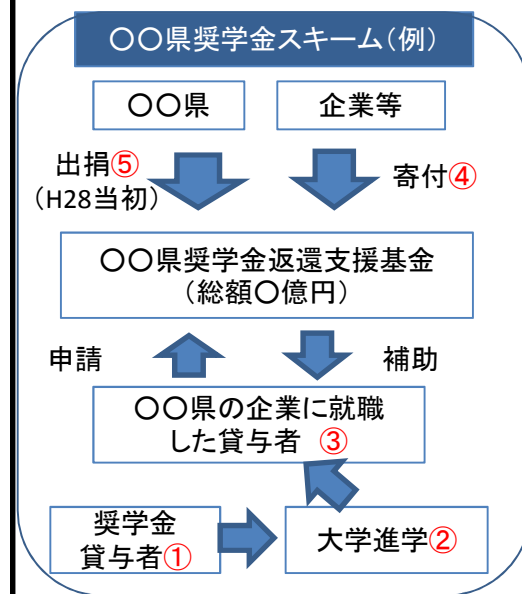 〇〇県奨学金スキーム(例)
〇〇県
企業等
出捐⑤
(H28当初)
寄付④
〇〇県奨学金返還支援基金
(総額〇億円)
申請
補助
〇〇県の企業に就職
した貸与者 ③
奨学金
貸与者①
大学進学②